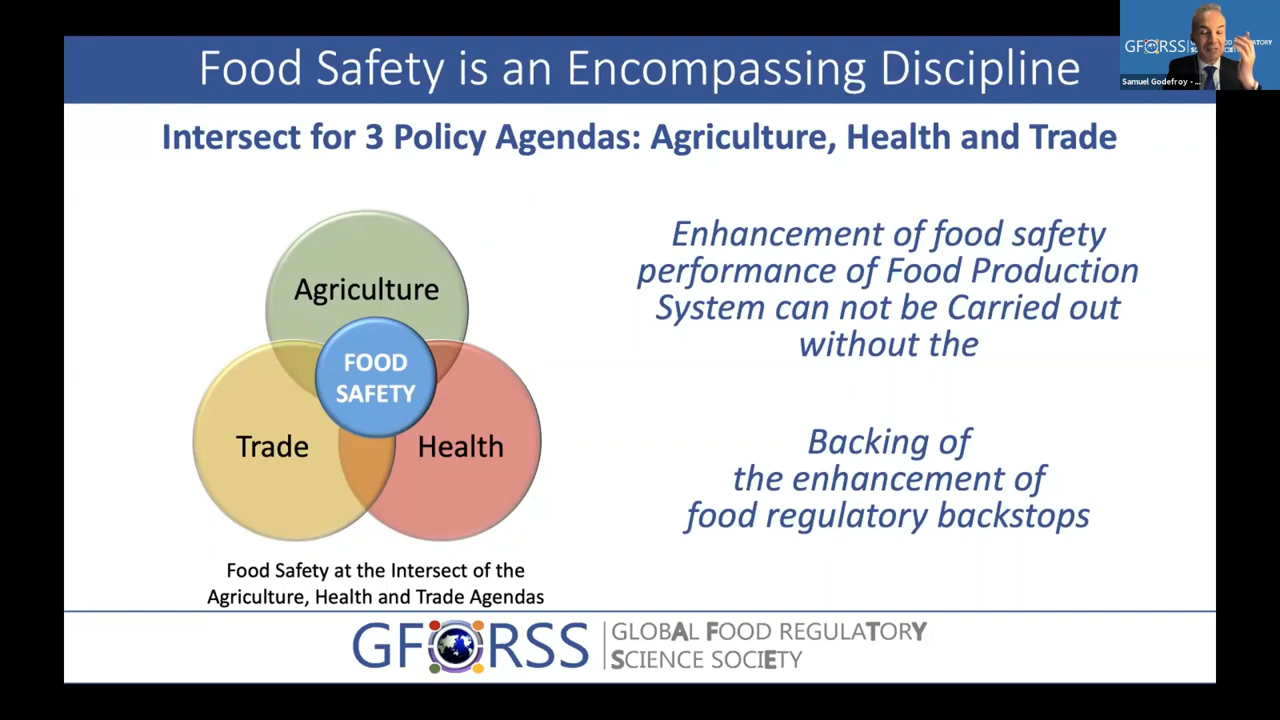 Food Safety is an Encompassing Discipline
Intersect for 3 Policy Agendas: Agriculture, Health and Trade
Agriculture
FOOD
SAFETY
Trade
Health
Food Safety at the Intersect of the
Agriculture, Health and Trade Agendas
Enhancement of food safety
performance of Food Production
System can not be Carried out
without the
Backing of
the enhancement of
food regulatory backstops
GFORSS
GLOBAL FOOD REGULATORY
SCIENCE SOCIETY
GFORSS
Samuel Godefroy - ...